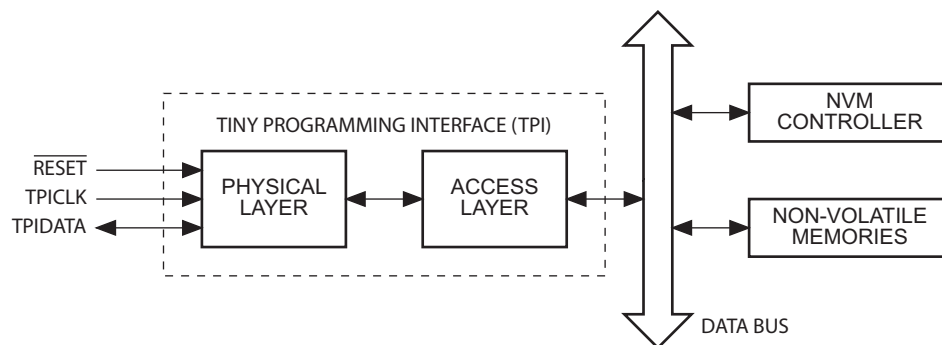 NVM
CONTROLLER
TINY PROGRAMMING INTERFACE (TPI)
RESET
TPICLK
TPIDATA
PHYSICAL
LAYER
ACCESS
LAYER
NON-VOLATILE
MEMORIES
DATA BUS